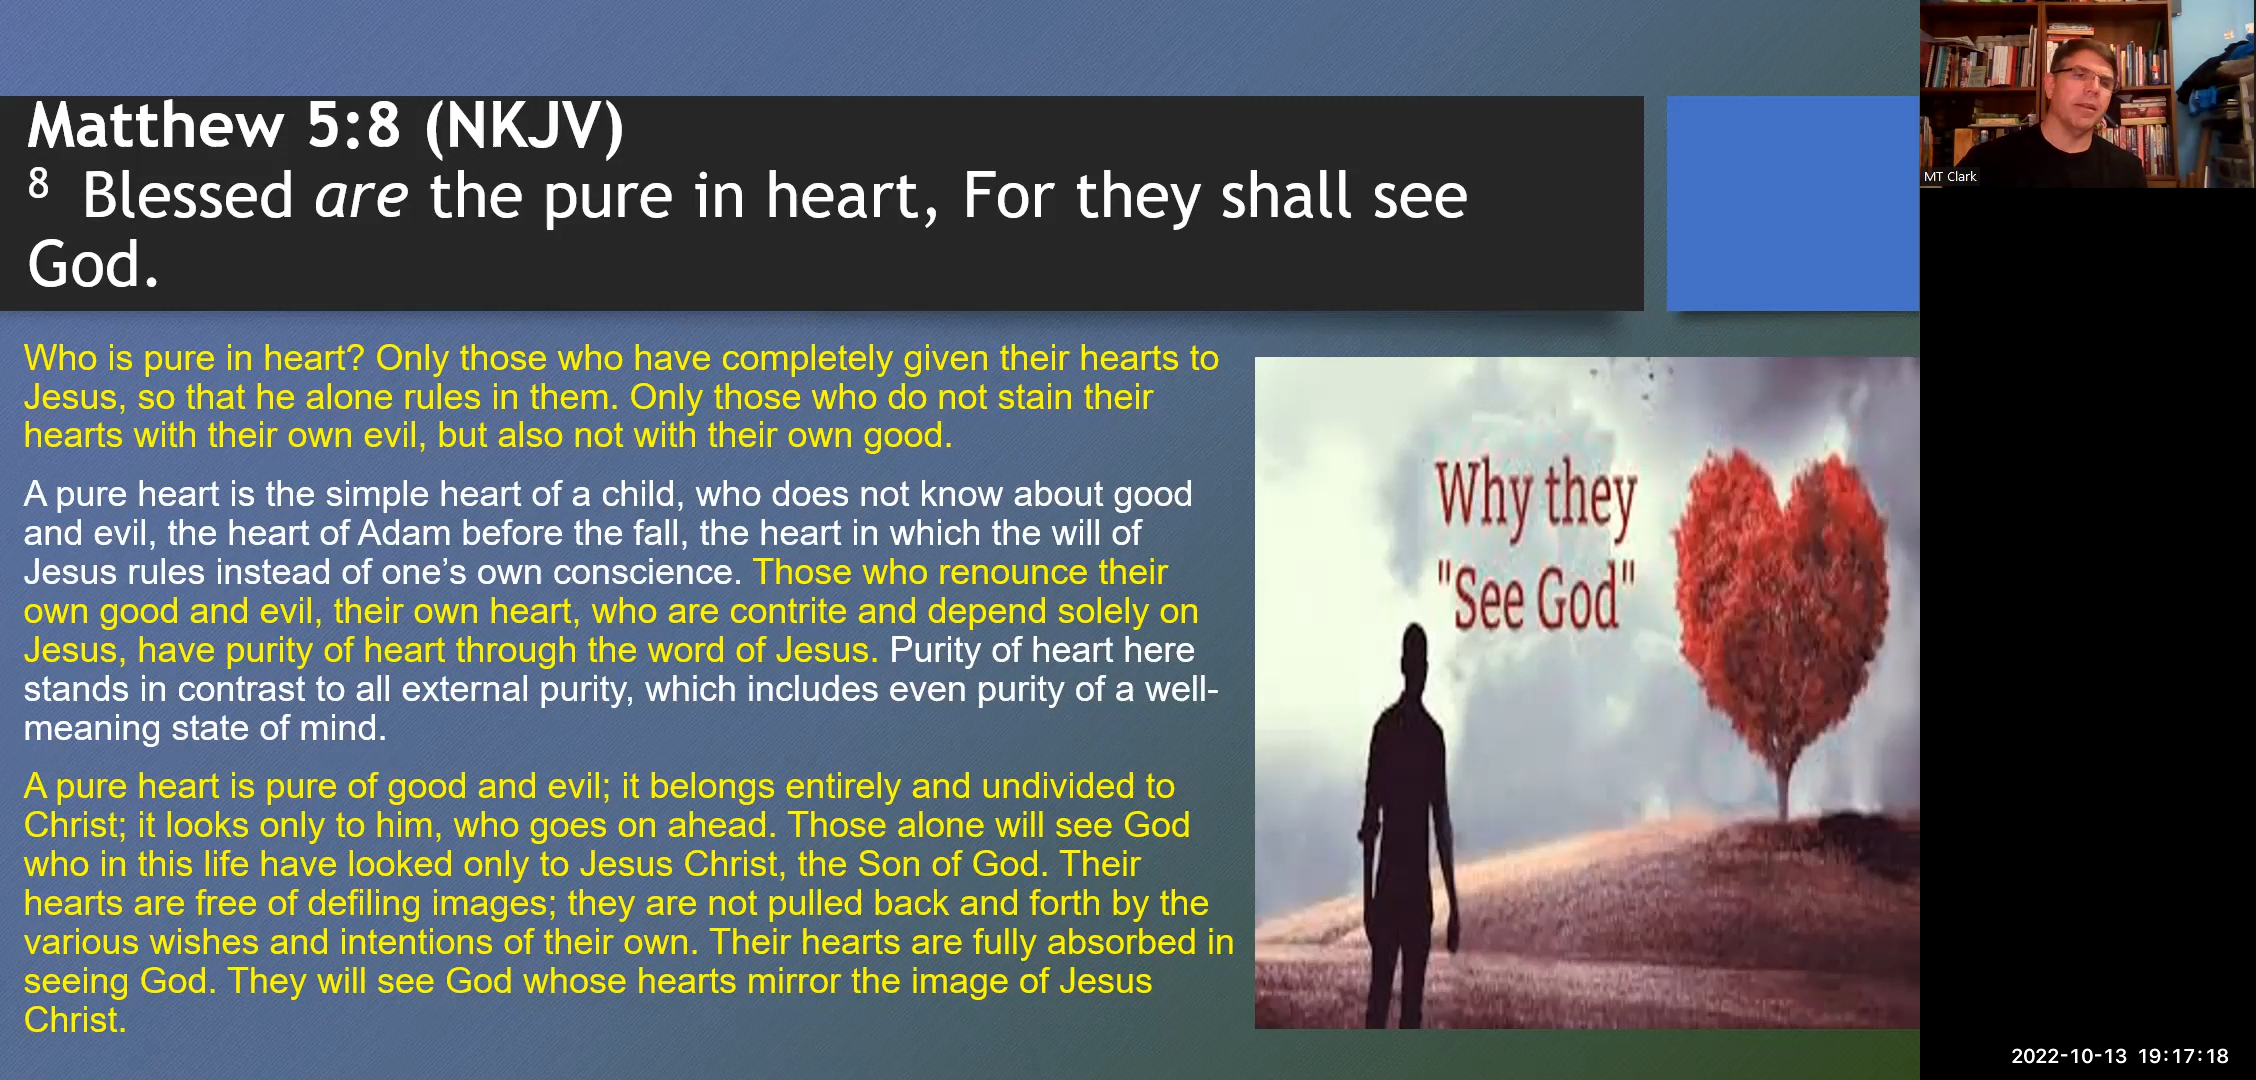 Matthew 5:8 (NKJV)
8 Blessed are the pure in heart, For they shall see
God.
Who is pure in heart? Only those who have completely given their hearts to
Jesus, so that he alone rules in them. Only those who do not stain their
hearts with their own evil, but also not with their own good.
A pure heart is the simple heart of a child, who does not know about good
and evil, the heart of Adam before the fall, the heart in which the will of
Jesus rules instead of one’s own conscience. Those who renounce their
own good and evil, their own heart, who are contrite and depend solely on
Jesus, have purity of heart through the word of Jesus. Purity of heart here
stands in contrast to all external purity, which includes even purity of a well-
meaning state of mind.
A pure heart is pure of good and evil; it belongs entirely and undivided to
Christ; it looks only to him, who goes on ahead. Those alone will see God
who in this life have looked only to Jesus Christ, the Son of God. Their
hearts are free of defiling images; they are not pulled back and forth by the
various wishes and intentions of their own. Their hearts are fully absorbed in
seeing God. They will see God whose hearts mirror the image of Jesus
Christ.
Why they
"See God"
MT Clark
2022-10-13 19:17:18